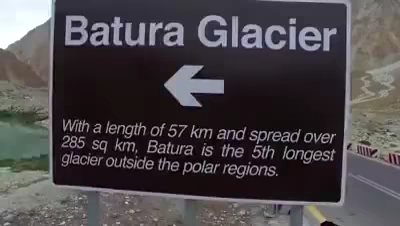 Batura Glacier
With a length of 57 km and spread over
285 sq km, Batura is the 5th longest
glacier outside the polar regions.